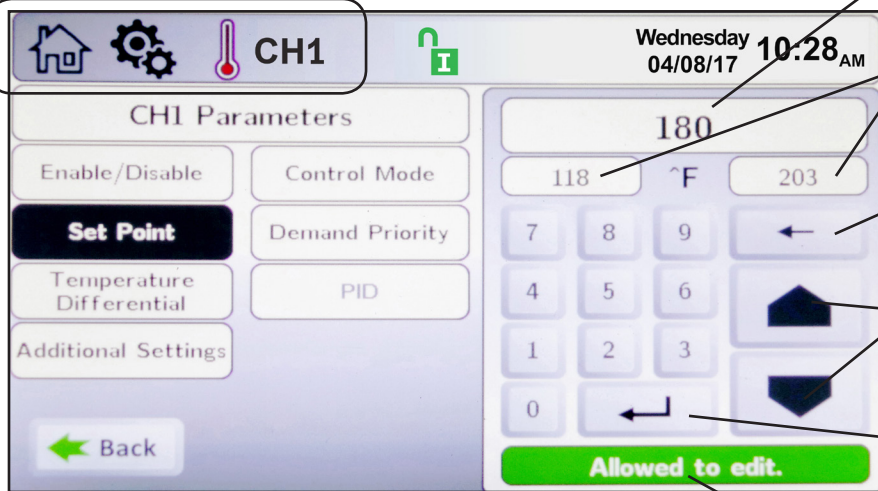 CH1
I
Wednesday
04/08/17
10:28 AM
CH1 Parameters
Enable/Disable
Control Mode
Set Point
Demand Priority
Temperature
Differential
PID
Additional Settings
Back
180
118
°F
203
7 8 9
4 5 6
1 2 3
0
Allowed to edit.